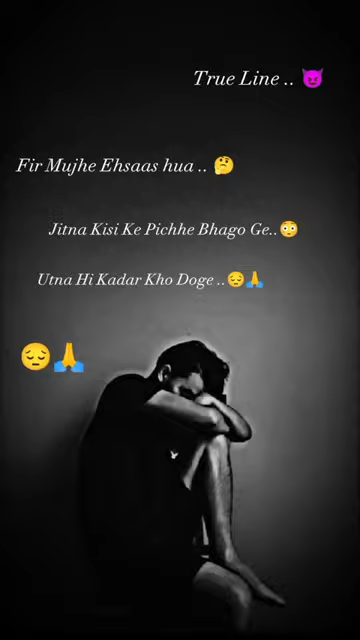 True Line .. 😈
Fir Mujhe Ehsaas hua .. 🤔
Jitna Kisi Ke Pichhe Bhago Ge..😳
Utna Hi Kadar Kho Doge ..😔🙏
😔🙏